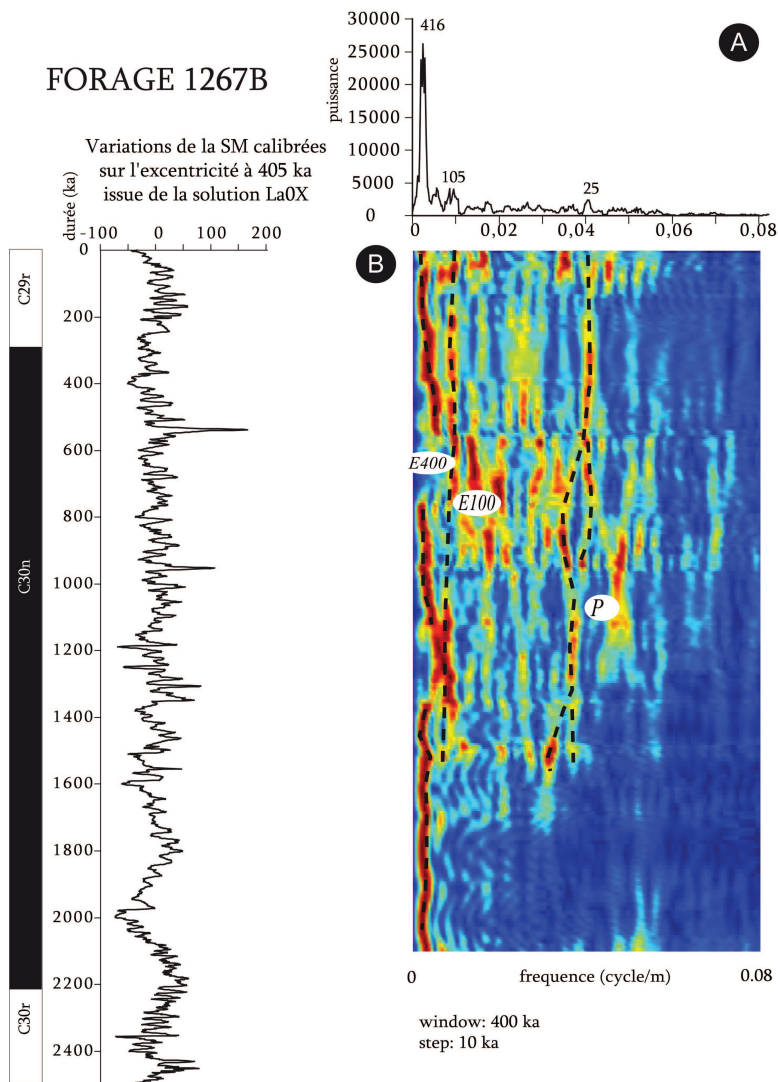 FORAGE 1267B
Variations de la SM calibrées
sur l'excentricité à 405 ka
issue de la solution La0X
durée (ka)
-100 -50 0 50 100 200
0
200
400
600
800
1000
1200
1400
1600
1800
2000
2200
2400
C29r
C30n
C30r
A
puissance
30000
25000
20000
15000
10000
5000
0
416
105
25
0 0,02 0,04 0,06 0.08
B
E400
E100
P
0 0.08
frequence (cycle/m)
window: 400 ka
step: 10 ka